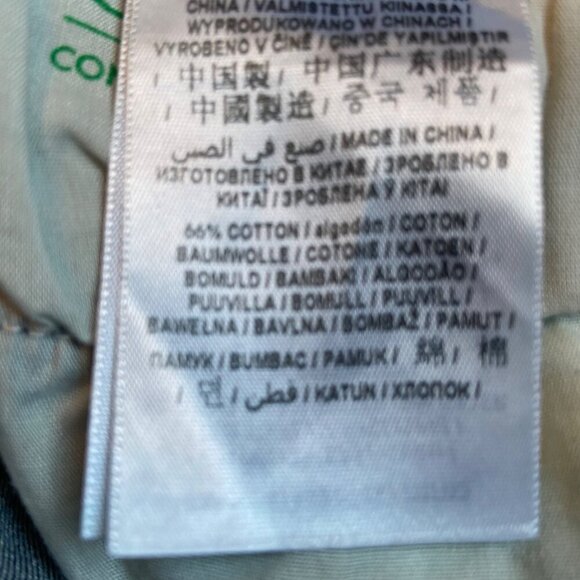 CHINA / VALMISTETTU KIINASSA /
WYPRODUKOWANO W CHINACH /
VYROBENO V ČÍNĚ / ÇİN'DE YAPILMIŞTIR
/ 中国製 / 中国广东制造
/ 中國製造 / 중국 제품 /
صنع في الصين / MADE IN CHINA /
ИЗГОТОВЛЕНО В КИТАЕ / ЗРОБЛЕНО В
КИТАЇ / ЗРОБЛЕНА Ў КІТАІ
66% COTTON / algodón / COTON /
BAUMWOLLE / COTONE / KATOEN /
BOMULD / BAMBAKI / ALGODÃO /
PUUVILLA / BOMULL / PUUVILL /
BAWEŁNA / BAVLNA / BOMBAŽ / PAMUT /
ПАМУК / BUMBAC / PAMUK / 綿 / 棉
/ 면 / قطن / KATUN / ХЛОПОК /
CON